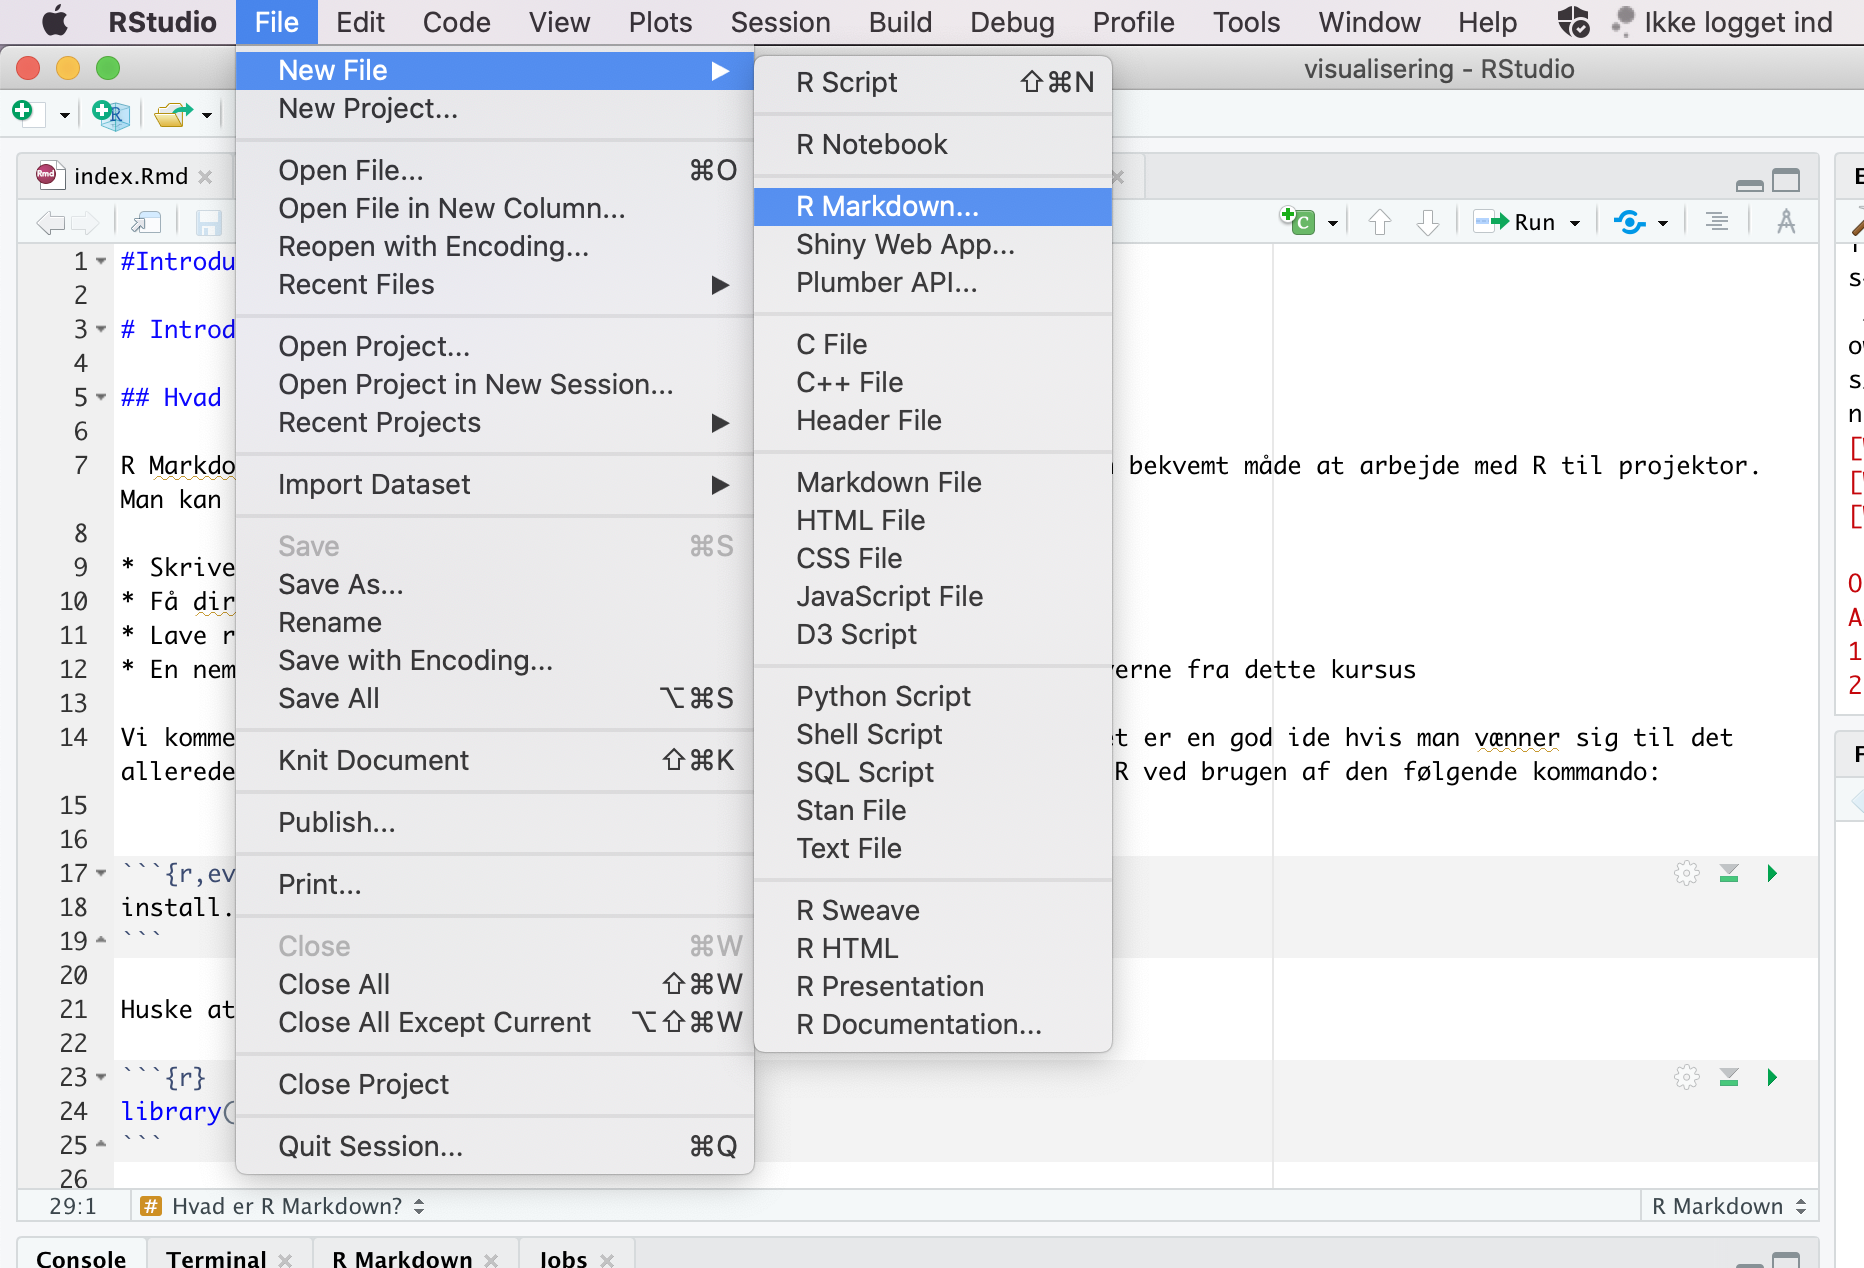 RStudio File Edit Code View Plots Session Build Debug Profile Tools Window Help Ikke logget ind
visualisering - RStudio
New File
New Project...
Open File... ⌘O
Open File in New Column...
Reopen with Encoding...
Recent Files
Open Project...
Open Project in New Session...
Recent Projects
Import Dataset
Save ⌘S
Save As...
Rename
Save with Encoding...
Save All ⌥⌘S
Knit Document ⇧⌘K
Publish...
Print...
Close ⌘W
Close All ⇧⌘W
Close All Except Current ⌥⇧⌘W
Close Project
Quit Session... ⌘Q
R Script ⇧⌘N
R Notebook
R Markdown...
Shiny Web App...
Plumber API...
C File
C++ File
Header File
Markdown File
HTML File
CSS File
JavaScript File
D3 Script
Python Script
Shell Script
SQL Script
Stan File
Text File
R Sweave
R HTML
R Presentation
R Documentation...
index.Rmd
Run
1 #Introdu
2
3 # Introd
4
5 ## Hvad
6
7 R Markdo bekvemt måde at arbejde med R til projektor.
Man kan
8
9 * Skrive
10 * Få dir
11 * Lave r
12 * En nem erne fra dette kursus
13
14 Vi komme t er en god ide hvis man vænner sig til det
allerede R ved brugen af den følgende kommando:
15
16
17 ```{r,ev
18 install.
19 ```
20
21 Huske at
22
23 ```{r}
24 library(
25 ```
26
29:1 # Hvad er R Markdown? R Markdown
Console Terminal R Markdown Jobs